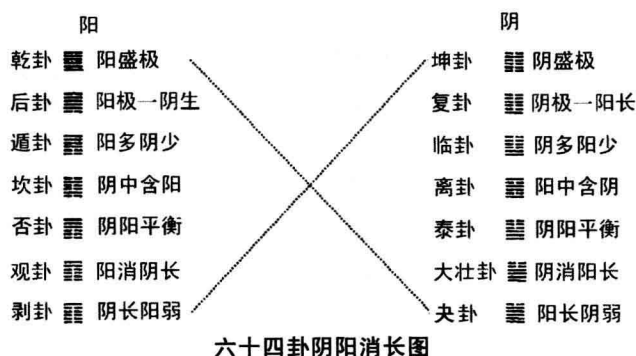 阳
阴
乾卦 ䷀ 阳盛极
坤卦 ䷁ 阴盛极
后卦 ䷫ 阳极一阴生
复卦 ䷗ 阴极一阳长
遁卦 ䷠ 阳多阴少
临卦 ䷒ 阴多阳少
坎卦 ䷜ 阴中含阳
离卦 ䷝ 阳中含阴
否卦 ䷋ 阴阳平衡
泰卦 ䷊ 阴阳平衡
观卦 ䷓ 阳消阴长
大壮卦 ䷡ 阴消阳长
剥卦 ䷖ 阴长阳弱
夬卦 ䷪ 阳长阴弱
六十四卦阴阳消长图